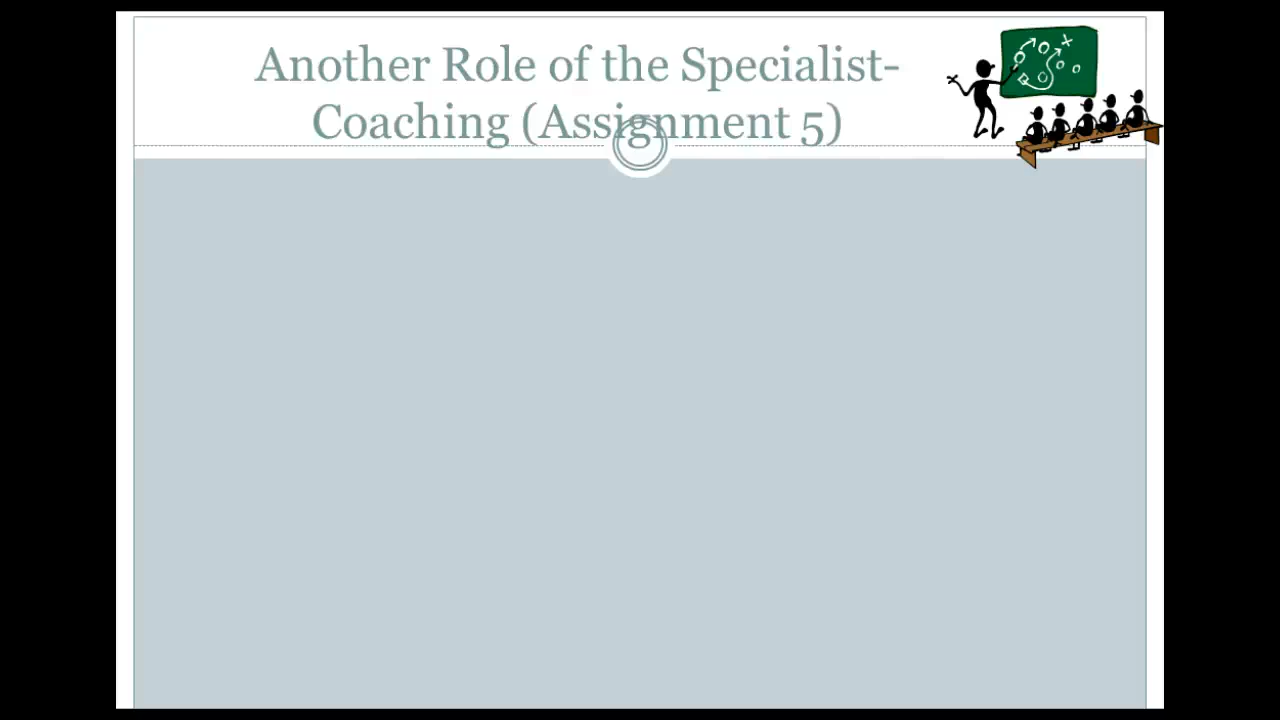 Another Role of the Specialist-
Coaching (Assignment 5)